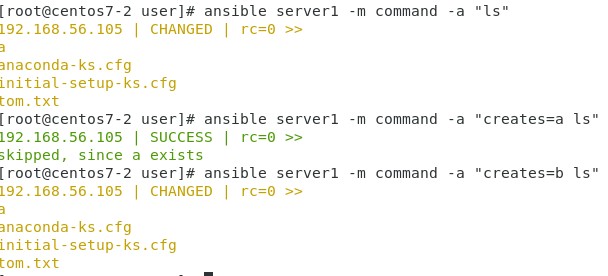 [root@centos7-2 user]# ansible server1 -m command -a "ls"
192.168.56.105 | CHANGED | rc=0 >>
a
anaconda-ks.cfg
initial-setup-ks.cfg
tom.txt
[root@centos7-2 user]# ansible server1 -m command -a "creates=a ls"
192.168.56.105 | SUCCESS | rc=0 >>
skipped, since a exists
[root@centos7-2 user]# ansible server1 -m command -a "creates=b ls"
192.168.56.105 | CHANGED | rc=0 >>
a
anaconda-ks.cfg
initial-setup-ks.cfg
tom.txt